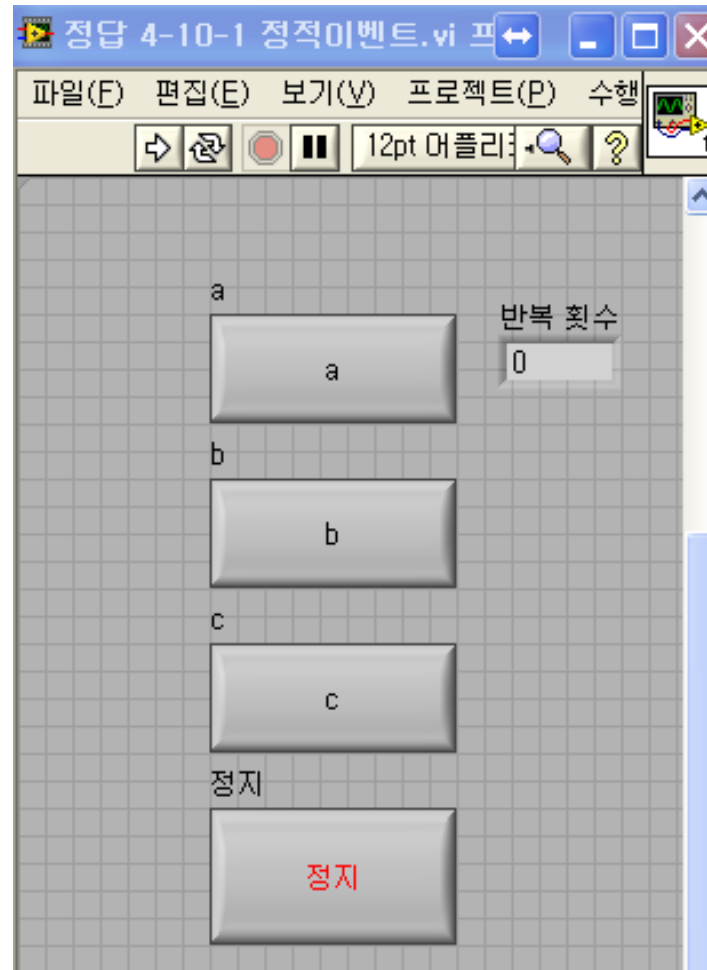 정답 4-10-1 정적이벤트.vi 프
파일(F) 편집(E) 보기(V) 프로젝트(P) 수행
12pt 어플리
?
a
a
반복 횟수
0
b
b
c
c
정지
정지